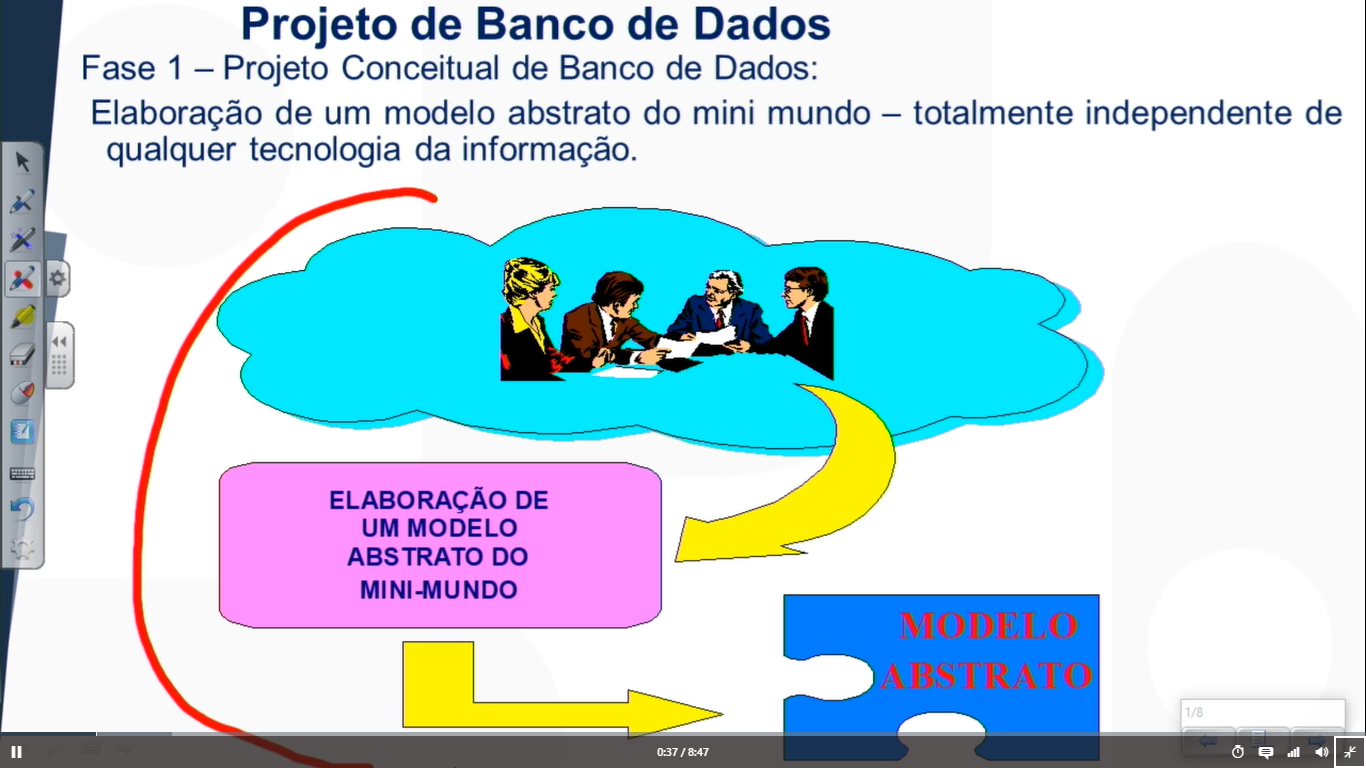 Projeto de Banco de Dados
Fase 1 – Projeto Conceitual de Banco de Dados:
Elaboração de um modelo abstrato do mini mundo – totalmente independente de
qualquer tecnologia da informação.
ELABORAÇÃO DE
UM MODELO
ABSTRATO DO
MINI-MUNDO
MODELO
ABSTRATO
1/8
0:37 / 8:47